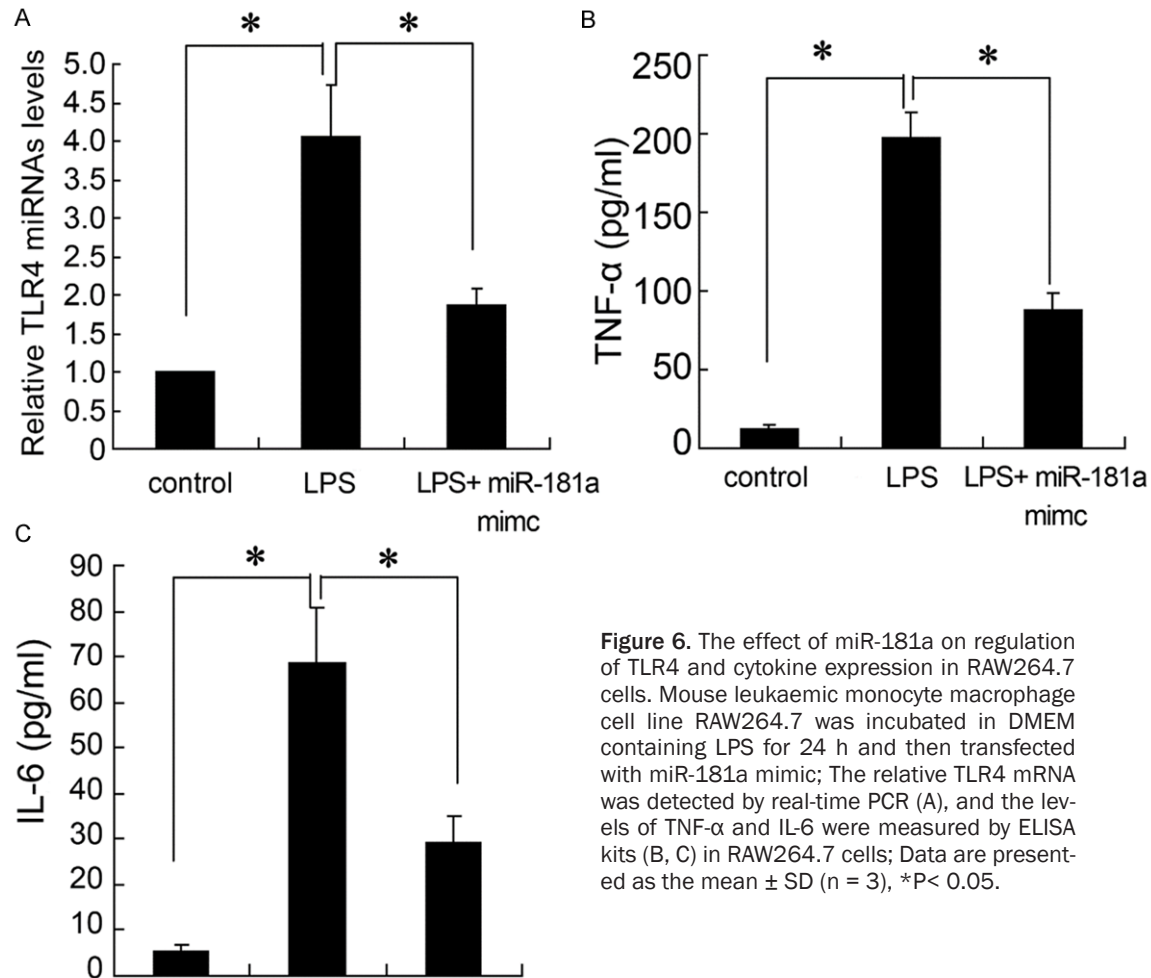 A
* *
Relative TLR4 miRNAs levels
5.0
4.5
4.0
3.5
3.0
2.5
2.0
1.5
1.0
0.5
0
control LPS LPS+ miR-181a
mimc
B
* *
TNF-α (pg/ml)
250
200
150
100
50
0
control LPS LPS+ miR-181a
mimc
C
* *
IL-6 (pg/ml)
90
80
70
60
50
40
30
20
10
0
Figure 6. The effect of miR-181a on regulation
of TLR4 and cytokine expression in RAW264.7
cells. Mouse leukaemic monocyte macrophage
cell line RAW264.7 was incubated in DMEM
containing LPS for 24 h and then transfected
with miR-181a mimic; The relative TLR4 mRNA
was detected by real-time PCR (A), and the lev-
els of TNF-α and IL-6 were measured by ELISA
kits (B, C) in RAW264.7 cells; Data are present-
ed as the mean ± SD (n = 3), *P< 0.05.